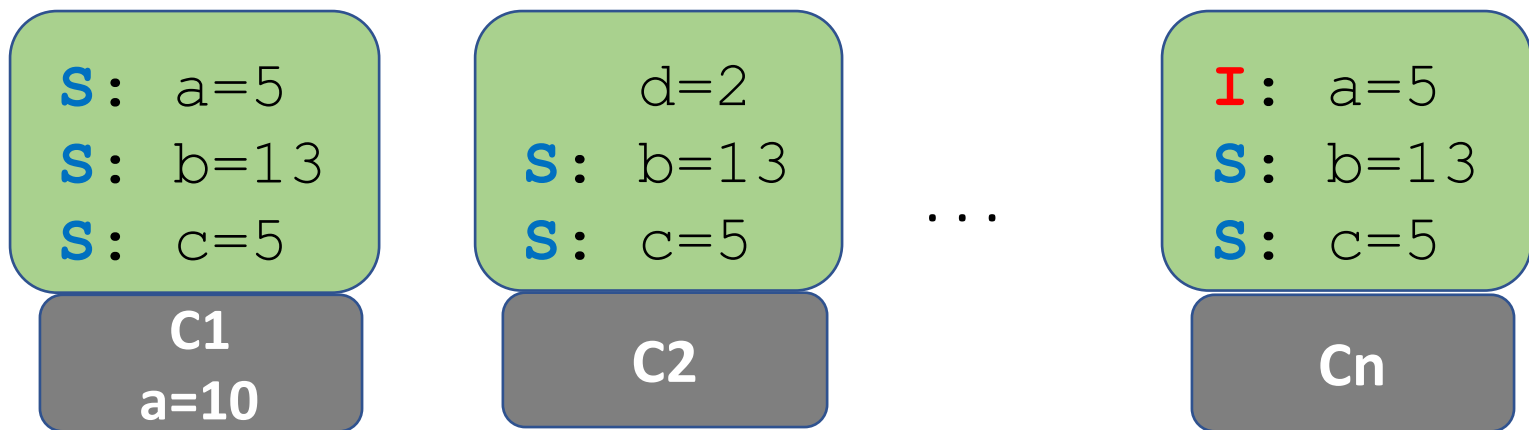 S: a=5
S: b=13
S: c=5
C1
a=10
d=2
S: b=13
S: c=5
C2
...
I: a=5
S: b=13
S: c=5
Cn